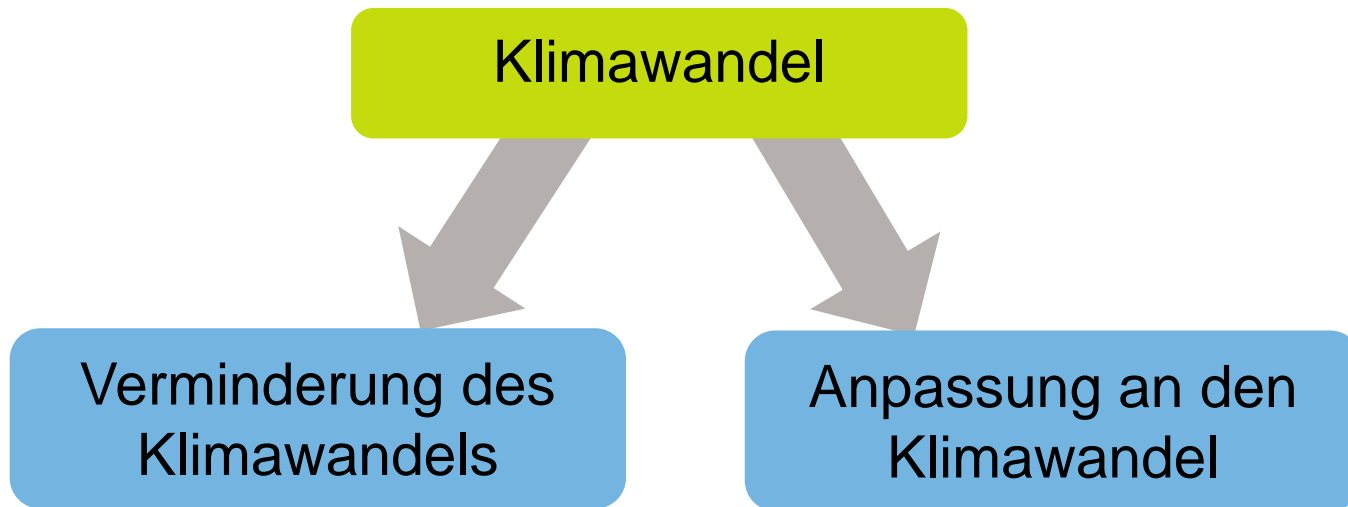 Klimawandel
Verminderung des
Klimawandels
Anpassung an den
Klimawandel